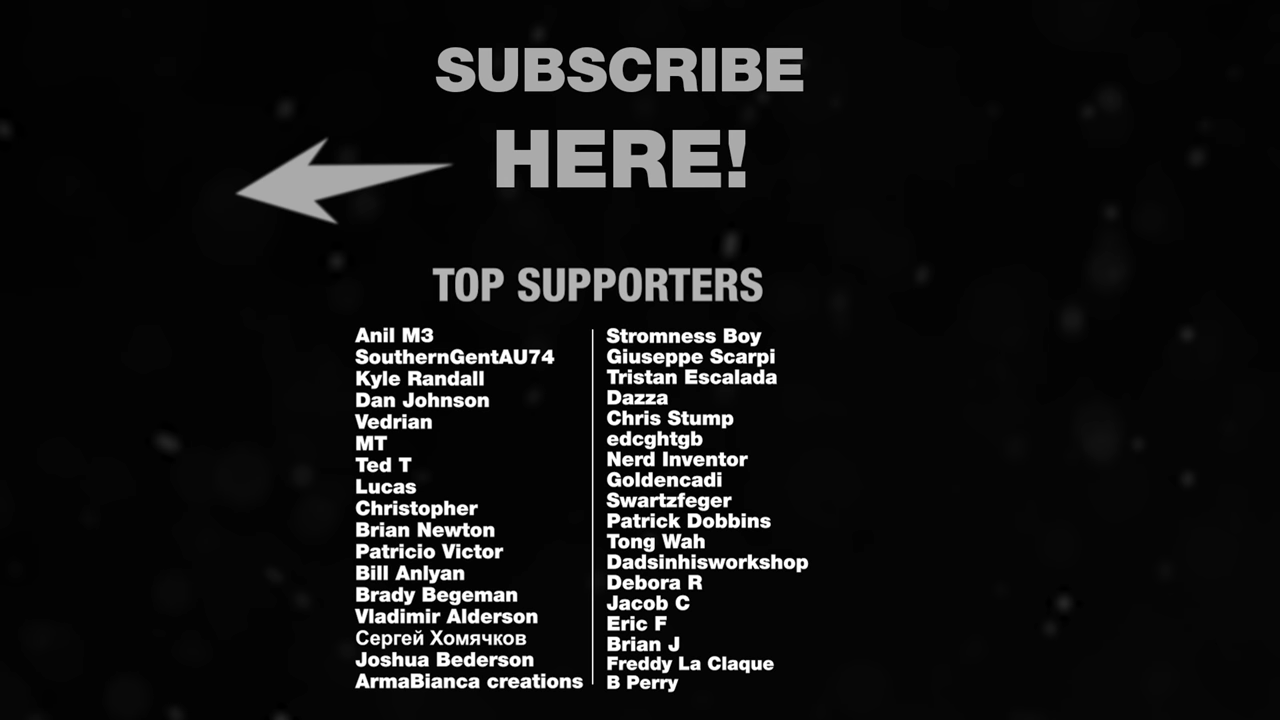 SUBSCRIBE
HERE!
TOP SUPPORTERS
Anil M3
SouthernGentAU74
Kyle Randall
Dan Johnson
Vedrian
MT
Ted T
Lucas
Christopher
Brian Newton
Patricio Victor
Bill Anlyan
Brady Begeman
Vladimir Alderson
Сергей Хомячков
Joshua Bederson
ArmaBianca creations
Stromness Boy
Giuseppe Scarpi
Tristan Escalada
Dazza
Chris Stump
edcghtgb
Nerd Inventor
Goldencadi
Swartzfeger
Patrick Dobbins
Tong Wah
Dadsinhisworkshop
Debora R
Jacob C
Eric F
Brian J
Freddy La Claque
B Perry